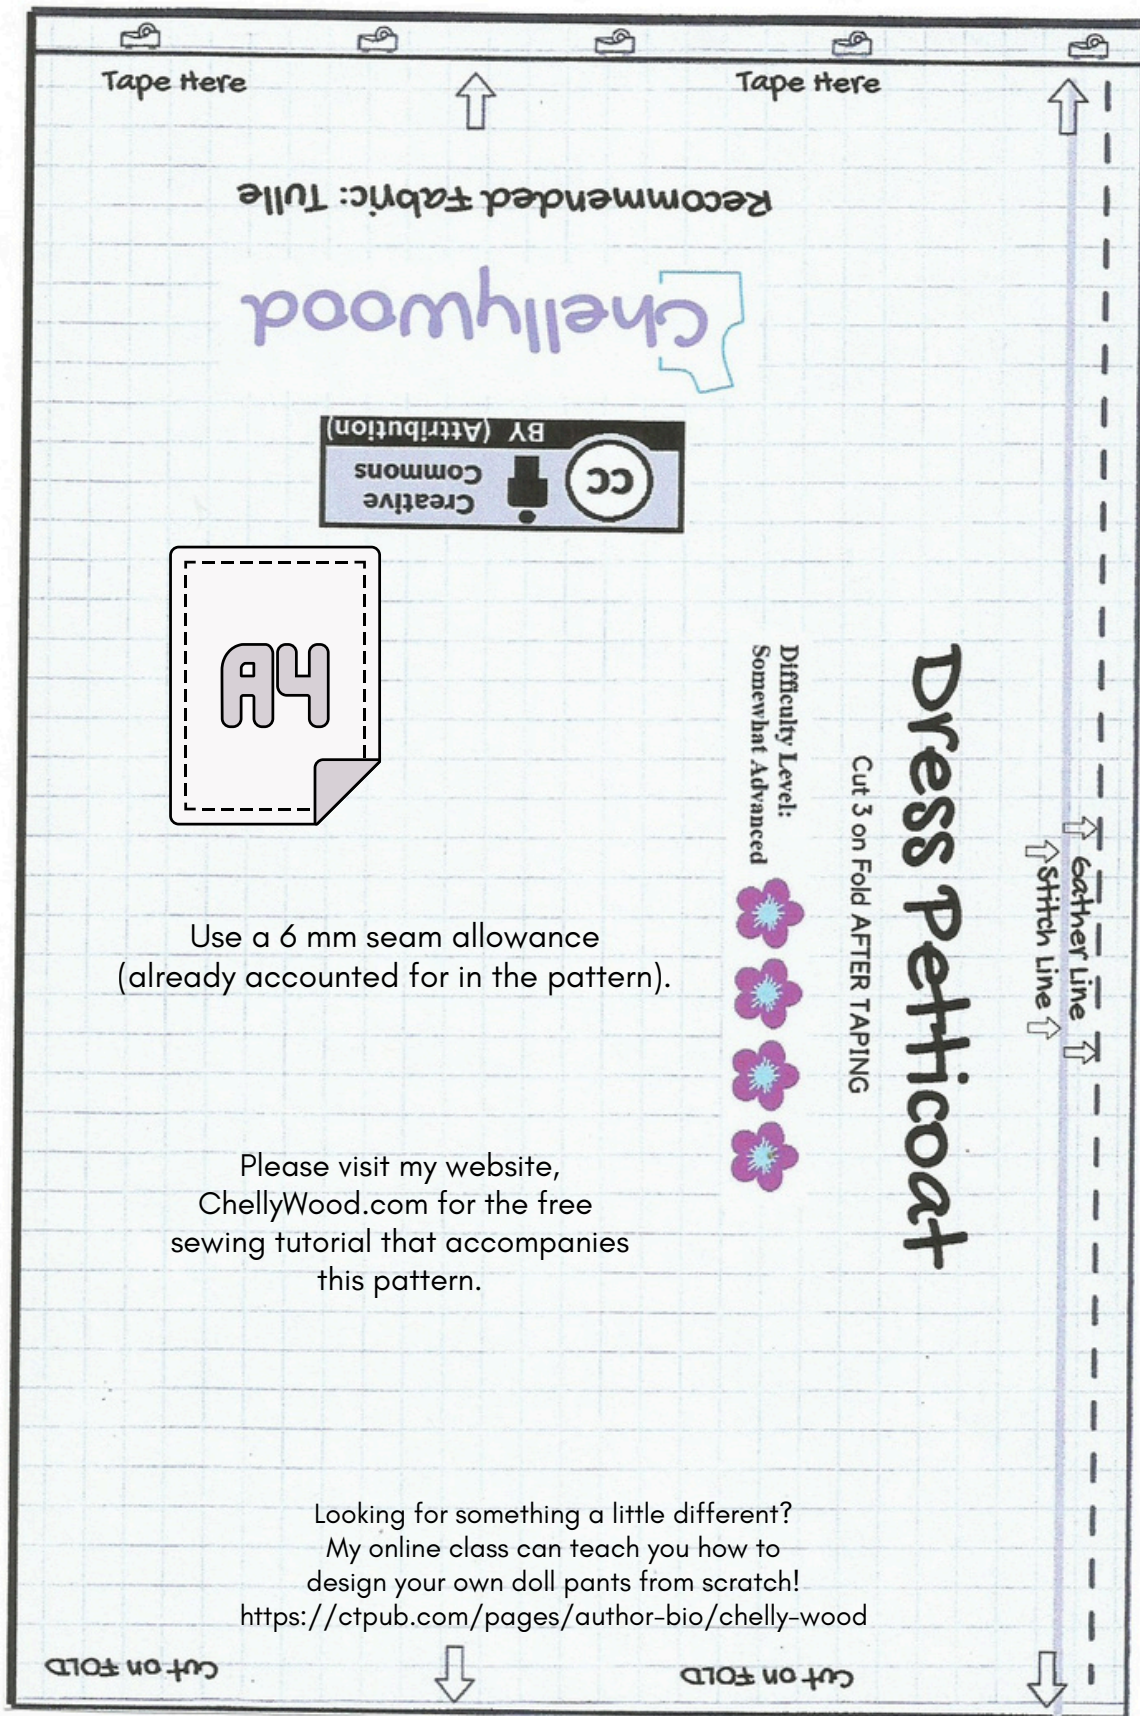 Tape Here
Tape Here
Recommended Fabric: Tulle
ChellyWood
CC
Creative
Commons
BY (Attribution)
A4
Dress Petticoat
Cut 3 on Fold AFTER TAPING
Difficulty Level:
Somewhat Advanced
Gather Line
Stitch Line
Use a 6 mm seam allowance
(already accounted for in the pattern).
Please visit my website,
ChellyWood.com for the free
sewing tutorial that accompanies
this pattern.
Looking for something a little different?
My online class can teach you how to
design your own doll pants from scratch!
https://ctpub.com/pages/author-bio/chelly-wood
Cut on FOLD
Cut on FOLD